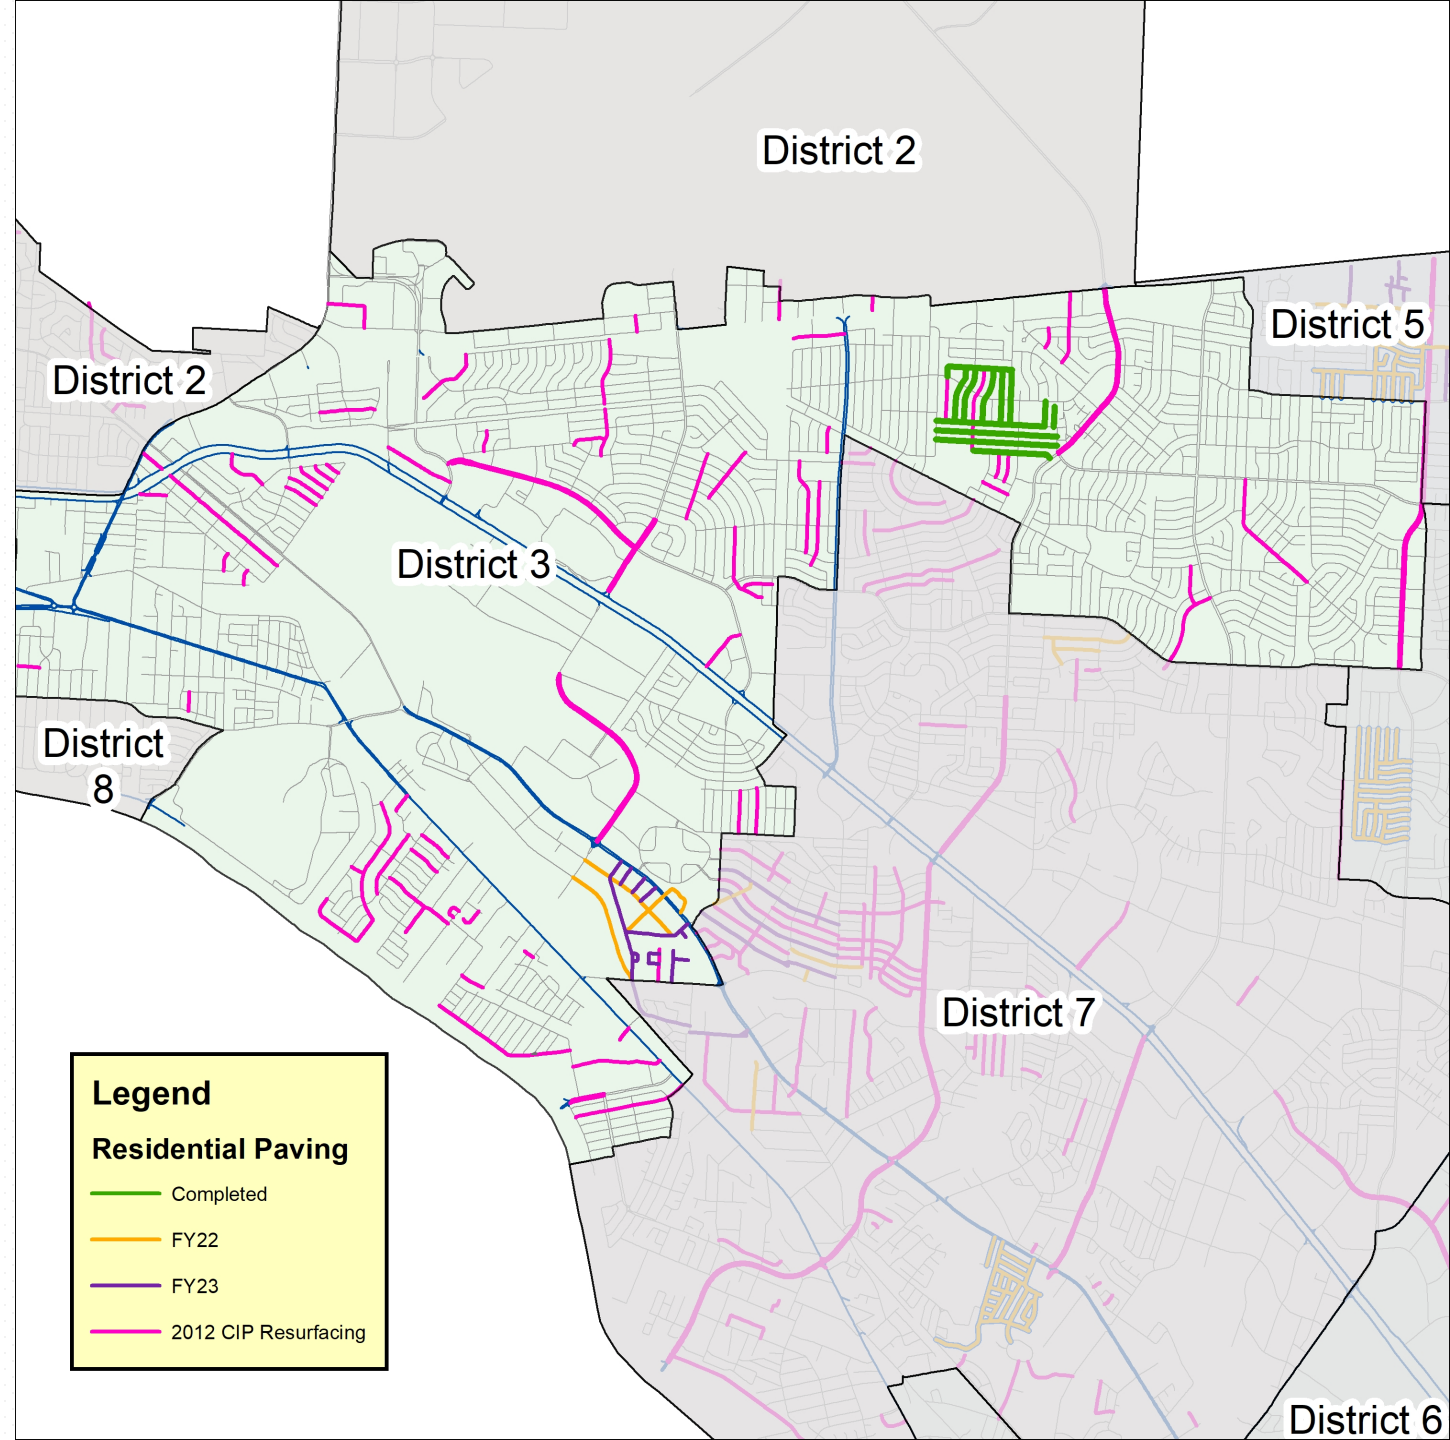 District 2
District 5
District 2
District 3
District
8
District 7
Legend
Residential Paving
Completed
FY22
FY23
2012 CIP Resurfacing
District 6